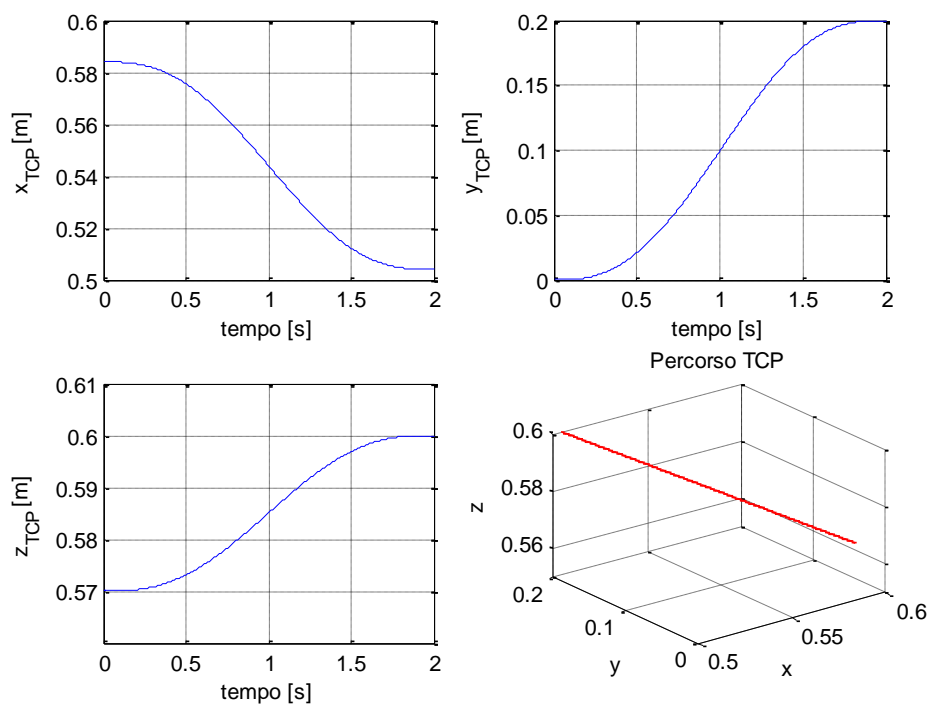 0.6
0.58
0.56
0.54
0.52
0.5
x_TCP [m]
0 0.5 1 1.5 2
tempo [s]
0.2
0.15
0.1
0.05
0
y_TCP [m]
0 0.5 1 1.5 2
tempo [s]
0.61
0.6
0.59
0.58
0.57
z_TCP [m]
0 0.5 1 1.5 2
tempo [s]
Percorso TCP
0.6
0.58
0.56
z
0.2
0.1
0
y
0.5
0.55
0.6
x